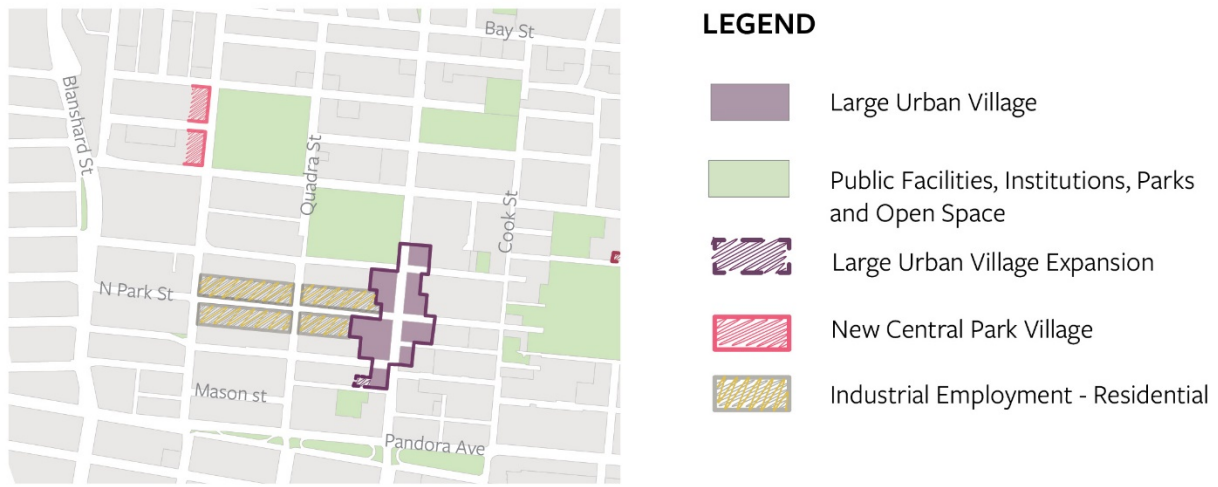 Bay St
Blanshard St
Quadra St
Cook St
N Park St
Mason st
Pandora Ave
LEGEND
Large Urban Village
Public Facilities, Institutions, Parks
and Open Space
Large Urban Village Expansion
New Central Park Village
Industrial Employment - Residential